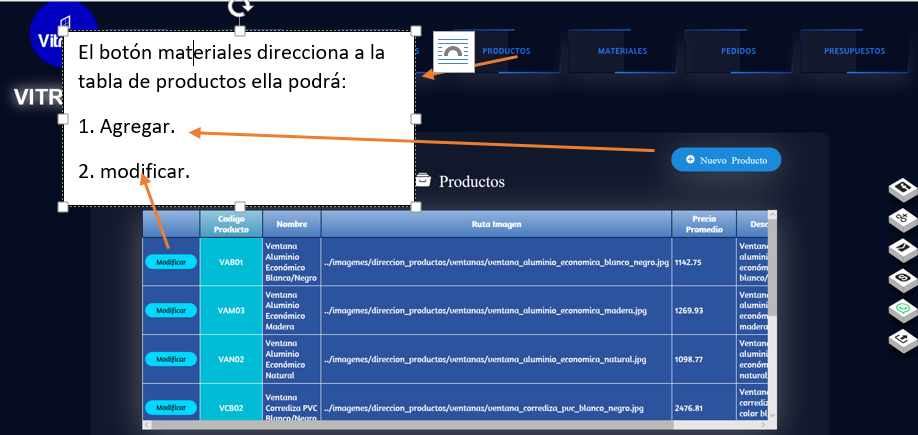 Vitr
VITR
El botón materiales direcciona a la
tabla de productos ella podrá:
1. Agregar.
2. modificar.
S
PRODUCTOS
MATERIALES
PEDIDOS
PRESUPUESTOS
Nuevo Producto
Productos
Codigo
Producto
Nombre
Ruta Imagen
Precio
Promedio
Desc
Modificar
VAB01
Ventana
Aluminio
Económico
Blanco/Negro
../imagenes/direccion_productos/ventanas/ventana_aluminio_economica_blanco_negro.jpg
1142.75
Ventana
alumini
económ
blanco/
Modificar
VAM03
Ventana
Aluminio
Económico
Madera
../imagenes/direccion_productos/ventanas/ventana_aluminio_economica_madera.jpg
1269.93
Ventana
alumini
económ
madera
Modificar
VAN02
Ventana
Aluminio
Económico
Natural
../imagenes/direccion_productos/ventanas/ventana_aluminio_economica_natural.jpg
1098.77
Ventana
alumini
económ
natural
Modificar
VCB02
Ventana
Corrediza PVC
Blanco/Negro
../imagenes/direccion_productos/ventanas/ventana_corrediza_pvc_blanco_negro.jpg
2476.81
Ventana
corrediz
color bl